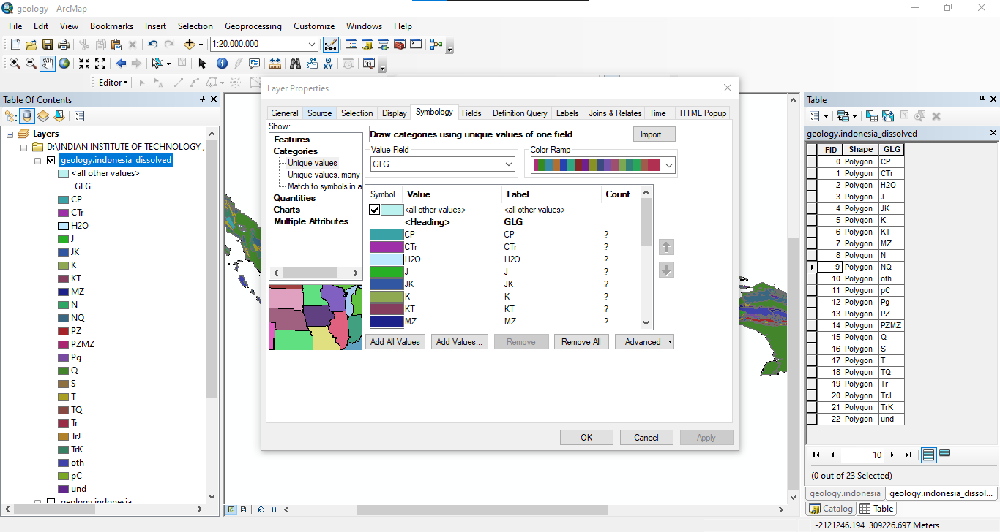 geology - ArcMap
File Edit View Bookmarks Insert Selection Geoprocessing Customize Windows Help
1:20,000,000
Editor
Table Of Contents
Layers
D:\INDIAN INSTITUTE OF TECHNOLOGY ,
geology.indonesia_dissolved
<all other values>
GLG
CP
CTr
H2O
J
JK
K
KT
MZ
N
NQ
PZ
PZMZ
Pg
Q
S
T
TQ
Tr
TrJ
TrK
oth
pC
und
geology.indonesia
Layer Properties
General Source Selection Display Symbology Fields Definition Query Labels Joins & Relates Time HTML Popup
Show:
Features
Categories
Unique values
Unique values, many
Match to symbols in a
Quantities
Charts
Multiple Attributes
Draw categories using unique values of one field.
Import...
Value Field
GLG
Color Ramp
Symbol Value Label Count
<all other values> <all other values>
<Heading> GLG
CP CP ?
CTr CTr ?
H2O H2O ?
J J ?
JK JK ?
K K ?
KT KT ?
MZ MZ ?
Add All Values Add Values... Remove Remove All Advanced
OK Cancel Apply
Table
geology.indonesia_dissolved
FID Shape GLG
0 Polygon CP
1 Polygon CTr
2 Polygon H2O
3 Polygon J
4 Polygon JK
5 Polygon K
6 Polygon KT
7 Polygon MZ
8 Polygon N
9 Polygon NQ
10 Polygon oth
11 Polygon pC
12 Polygon Pg
13 Polygon PZ
14 Polygon PZMZ
15 Polygon Q
16 Polygon S
17 Polygon T
18 Polygon TQ
19 Polygon Tr
20 Polygon TrJ
21 Polygon TrK
22 Polygon und
10
(0 out of 23 Selected)
geology.indonesia geology.indonesia_dissol...
Catalog Table
-2121246.194 309226.697 Meters